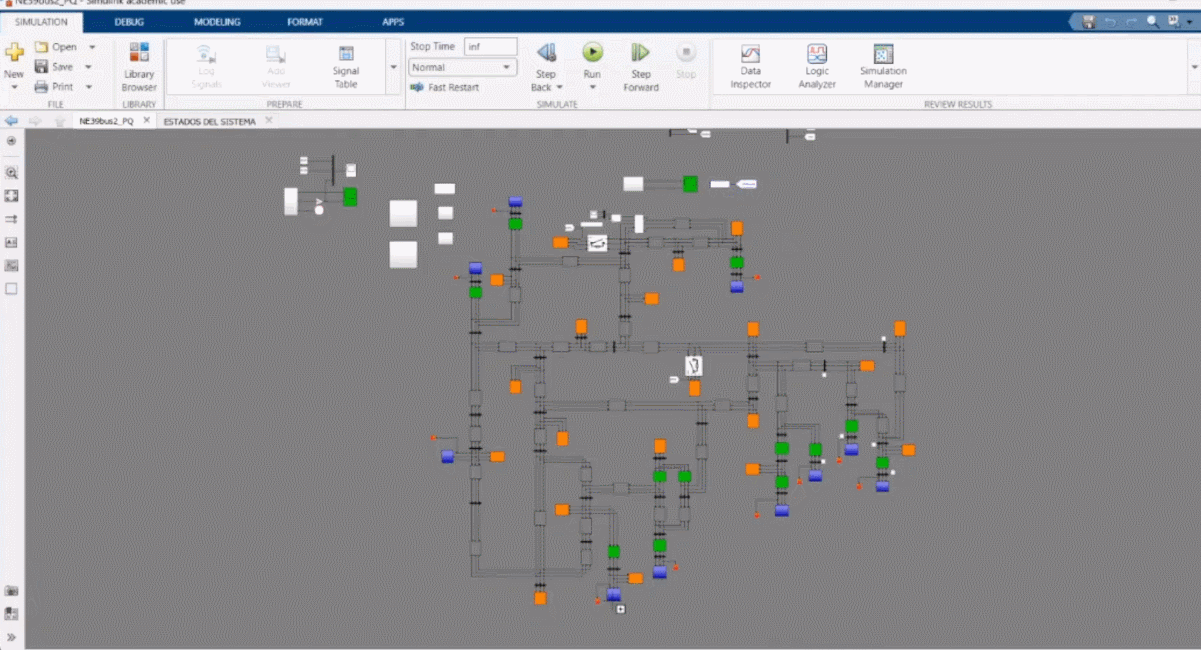 NE39bus2_PQ - Simulink academic use
SIMULATION DEBUG MODELING FORMAT APPS
New
Open
Save
Print
FILE
Library
Browser
LIBRARY
Log
Signals
Add
Viewer
Signal
Table
PREPARE
Stop Time inf
Normal
Fast Restart
Step
Back
Run
Step
Forward
Stop
SIMULATE
Data
Inspector
Logic
Analyzer
Simulation
Manager
REVIEW RESULTS
NE39bus2_PQ ESTADOS DEL SISTEMA